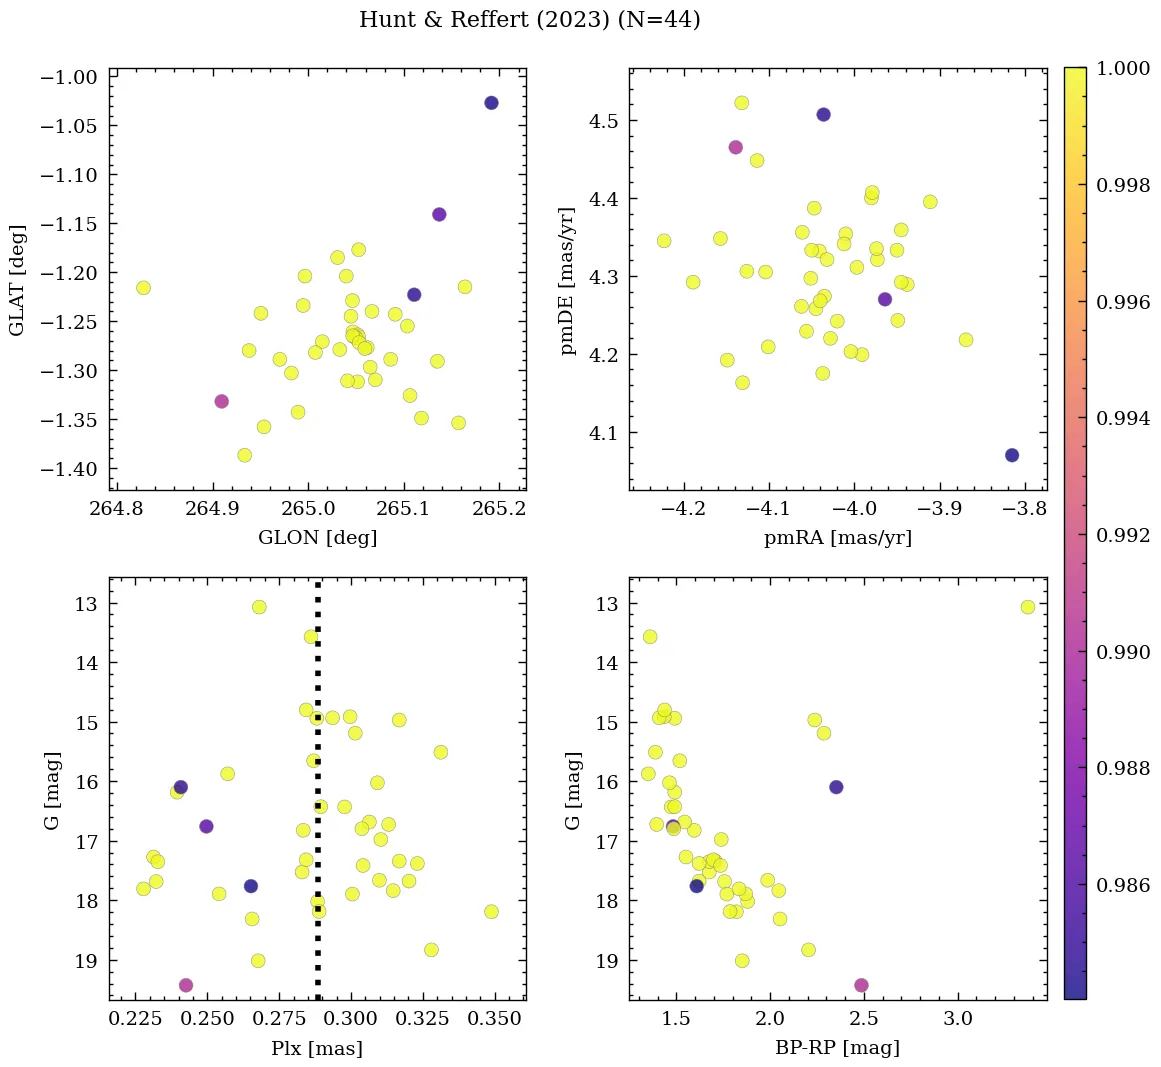 Hunt & Reffert (2023) (N=44)
−1.00
−1.05
−1.10
−1.15
−1.20
−1.25
−1.30
−1.35
−1.40
GLAT [deg]
264.8 264.9 265.0 265.1 265.2
GLON [deg]
4.5
4.4
4.3
4.2
4.1
pmDE [mas/yr]
−4.2 −4.1 −4.0 −3.9 −3.8
pmRA [mas/yr]
1.000
0.998
0.996
0.994
0.992
0.990
0.988
0.986
13
14
15
16
17
18
19
G [mag]
0.225 0.250 0.275 0.300 0.325 0.350
Plx [mas]
13
14
15
16
17
18
19
G [mag]
1.5 2.0 2.5 3.0
BP-RP [mag]